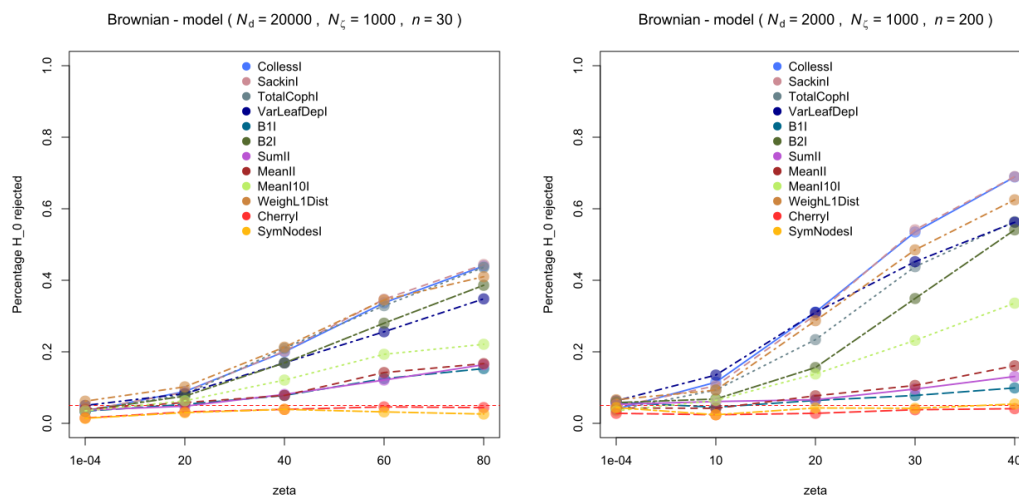 Brownian - model ( N_d = 20000 , N_ζ = 1000 , n = 30 )
Percentage H_0 rejected
1.0
0.8
0.6
0.4
0.2
0.0
CollessI
SackinI
TotalCophI
VarLeafDepI
B1I
B2I
SumII
MeanII
MeanI10I
WeighL1Dist
CherryI
SymNodesI
1e-04 20 40 60 80
zeta
Brownian - model ( N_d = 2000 , N_ζ = 1000 , n = 200 )
Percentage H_0 rejected
1.0
0.8
0.6
0.4
0.2
0.0
CollessI
SackinI
TotalCophI
VarLeafDepI
B1I
B2I
SumII
MeanII
MeanI10I
WeighL1Dist
CherryI
SymNodesI
1e-04 10 20 30 40
zeta